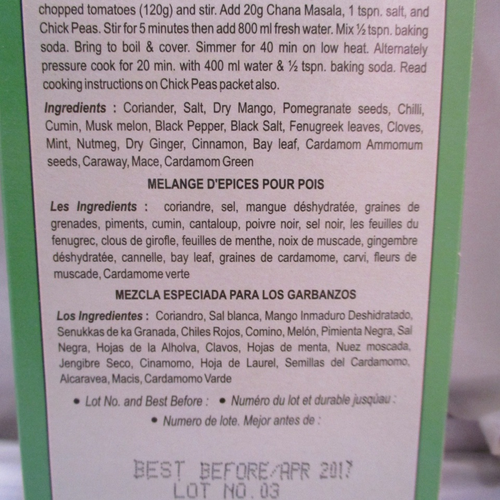 chopped tomatoes (120g) and stir. Add 20g Chana Masala, 1 tspn. salt, and
Chick Peas. Stir for 5 minutes then add 800 ml fresh water. Mix ½ tspn. baking
soda. Bring to boil & cover. Simmer for 40 min on low heat. Alternately
pressure cook for 20 min. with 400 ml water & ½ tspn. baking soda. Read
cooking instructions on Chick Peas packet also.
Ingredients : Coriander, Salt, Dry Mango, Pomegranate seeds, Chilli,
Cumin, Musk melon, Black Pepper, Black Salt, Fenugreek leaves, Cloves,
Mint, Nutmeg, Dry Ginger, Cinnamon, Bay leaf, Cardamom Ammomum
seeds, Caraway, Mace, Cardamom Green
MELANGE D'EPICES POUR POIS
Les Ingredients : coriandre, sel, mangue déshydratée, graines de
grenades, piments, cumin, cantaloup, poivre noir, sel noir, les feuilles du
fenugrec, clous de girofle, feuilles de menthe, noix de muscade, gingembre
déshydratée, cannelle, bay leaf, graines de cardamome, carvi, fleurs de
muscade, Cardamome verte
MEZCLA ESPECIADA PARA LOS GARBANZOS
Los Ingredientes : Coriandro, Sal blanca, Mango Inmaduro Deshidratado,
Senukkas de ka Granada, Chiles Rojos, Comino, Melón, Pimienta Negra, Sal
Negra, Hojas de la Alholva, Clavos, Hojas de menta, Nuez moscada,
Jengibre Seco, Cinamomo, Hoja de Laurel, Semillas del Cardamomo,
Alcaravea, Macis, Cardamomo Varde
• Lot No. and Best Before : • Numéro du lot et durable jusqùau :
• Numero de lote. Mejor antes de :
BEST BEFORE/APR 2017
LOT NO.03